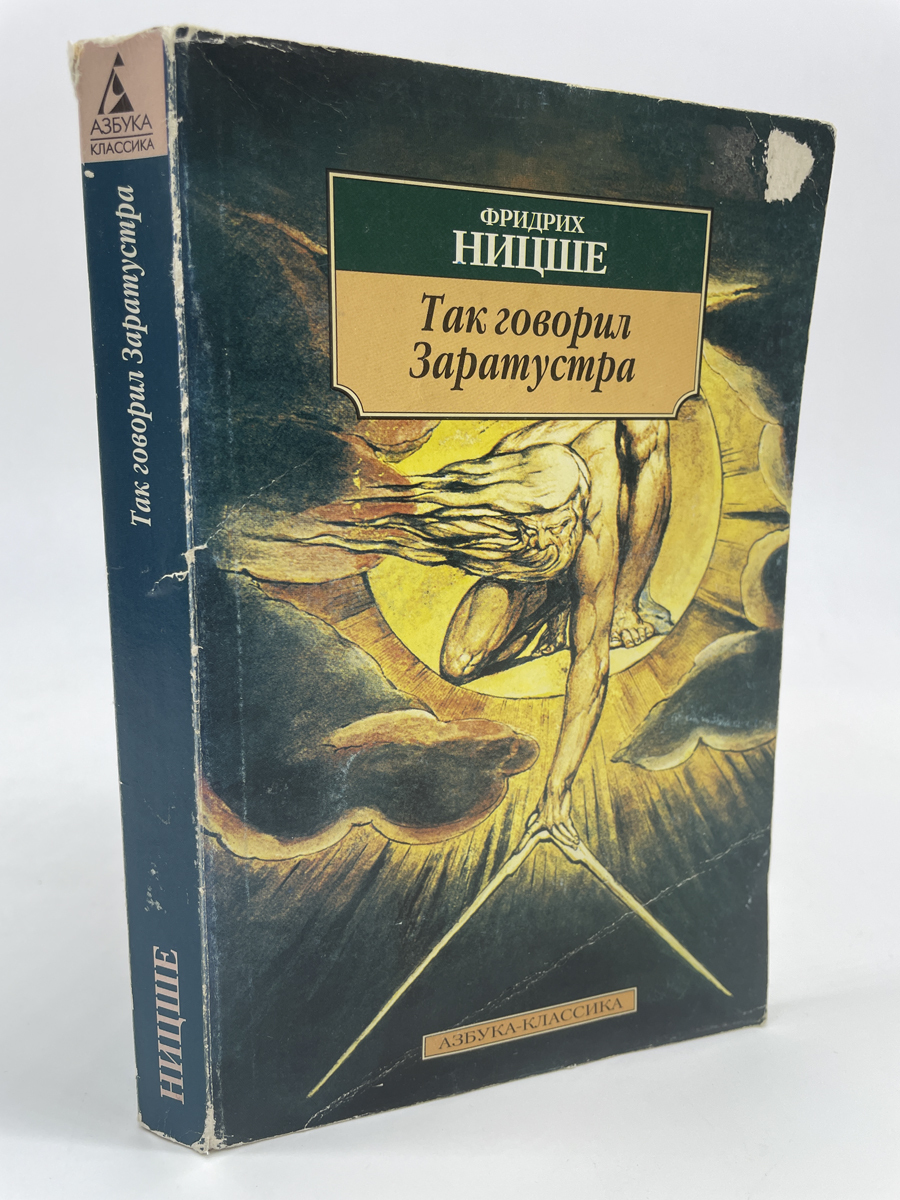 АЗБУКА
КЛАССИКА
Так говорил Заратустра
НИЦШЕ
ФРИДРИХ
НИЦШЕ
Так говорил
Заратустра
АЗБУКА-КЛАССИКА